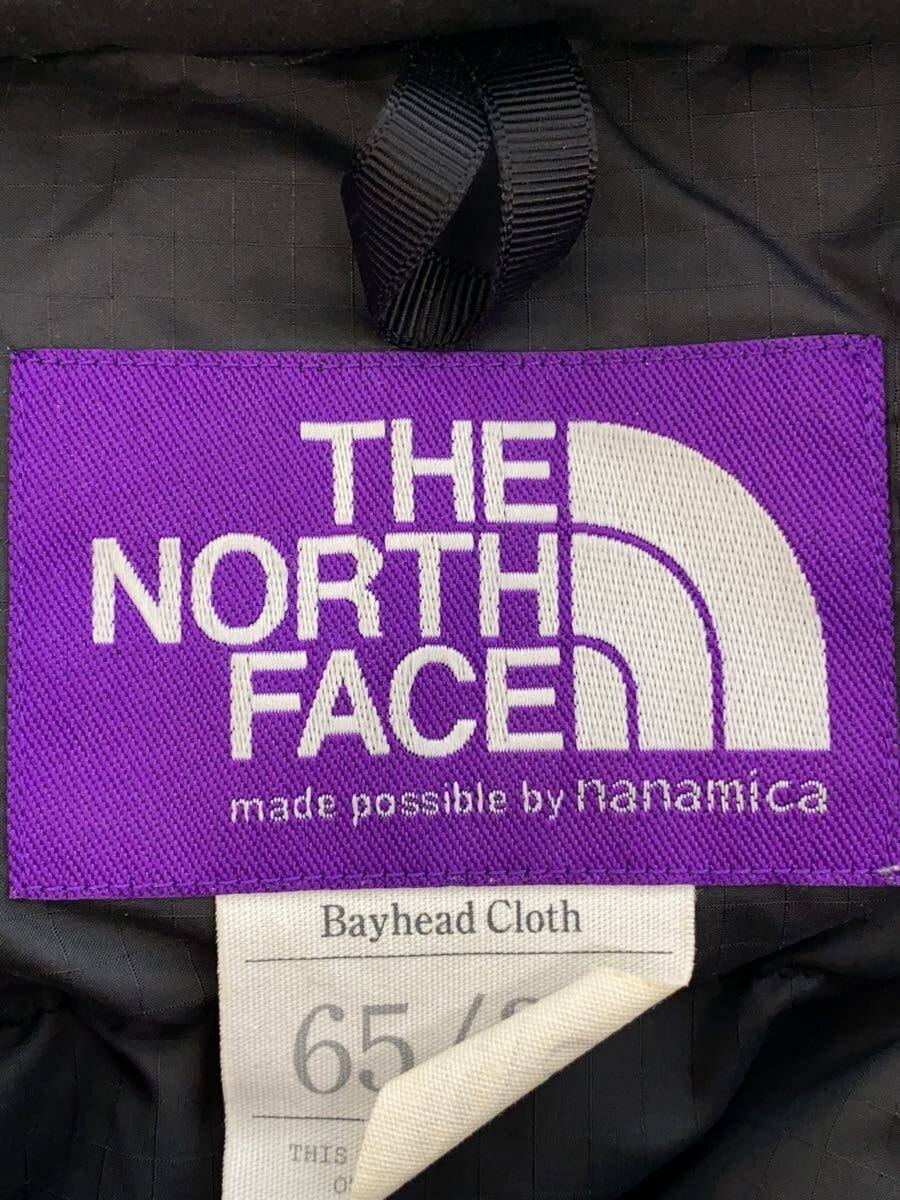 THE
NORTH
FACE
made possible by nanamica
Bayhead Cloth
65/
THIS